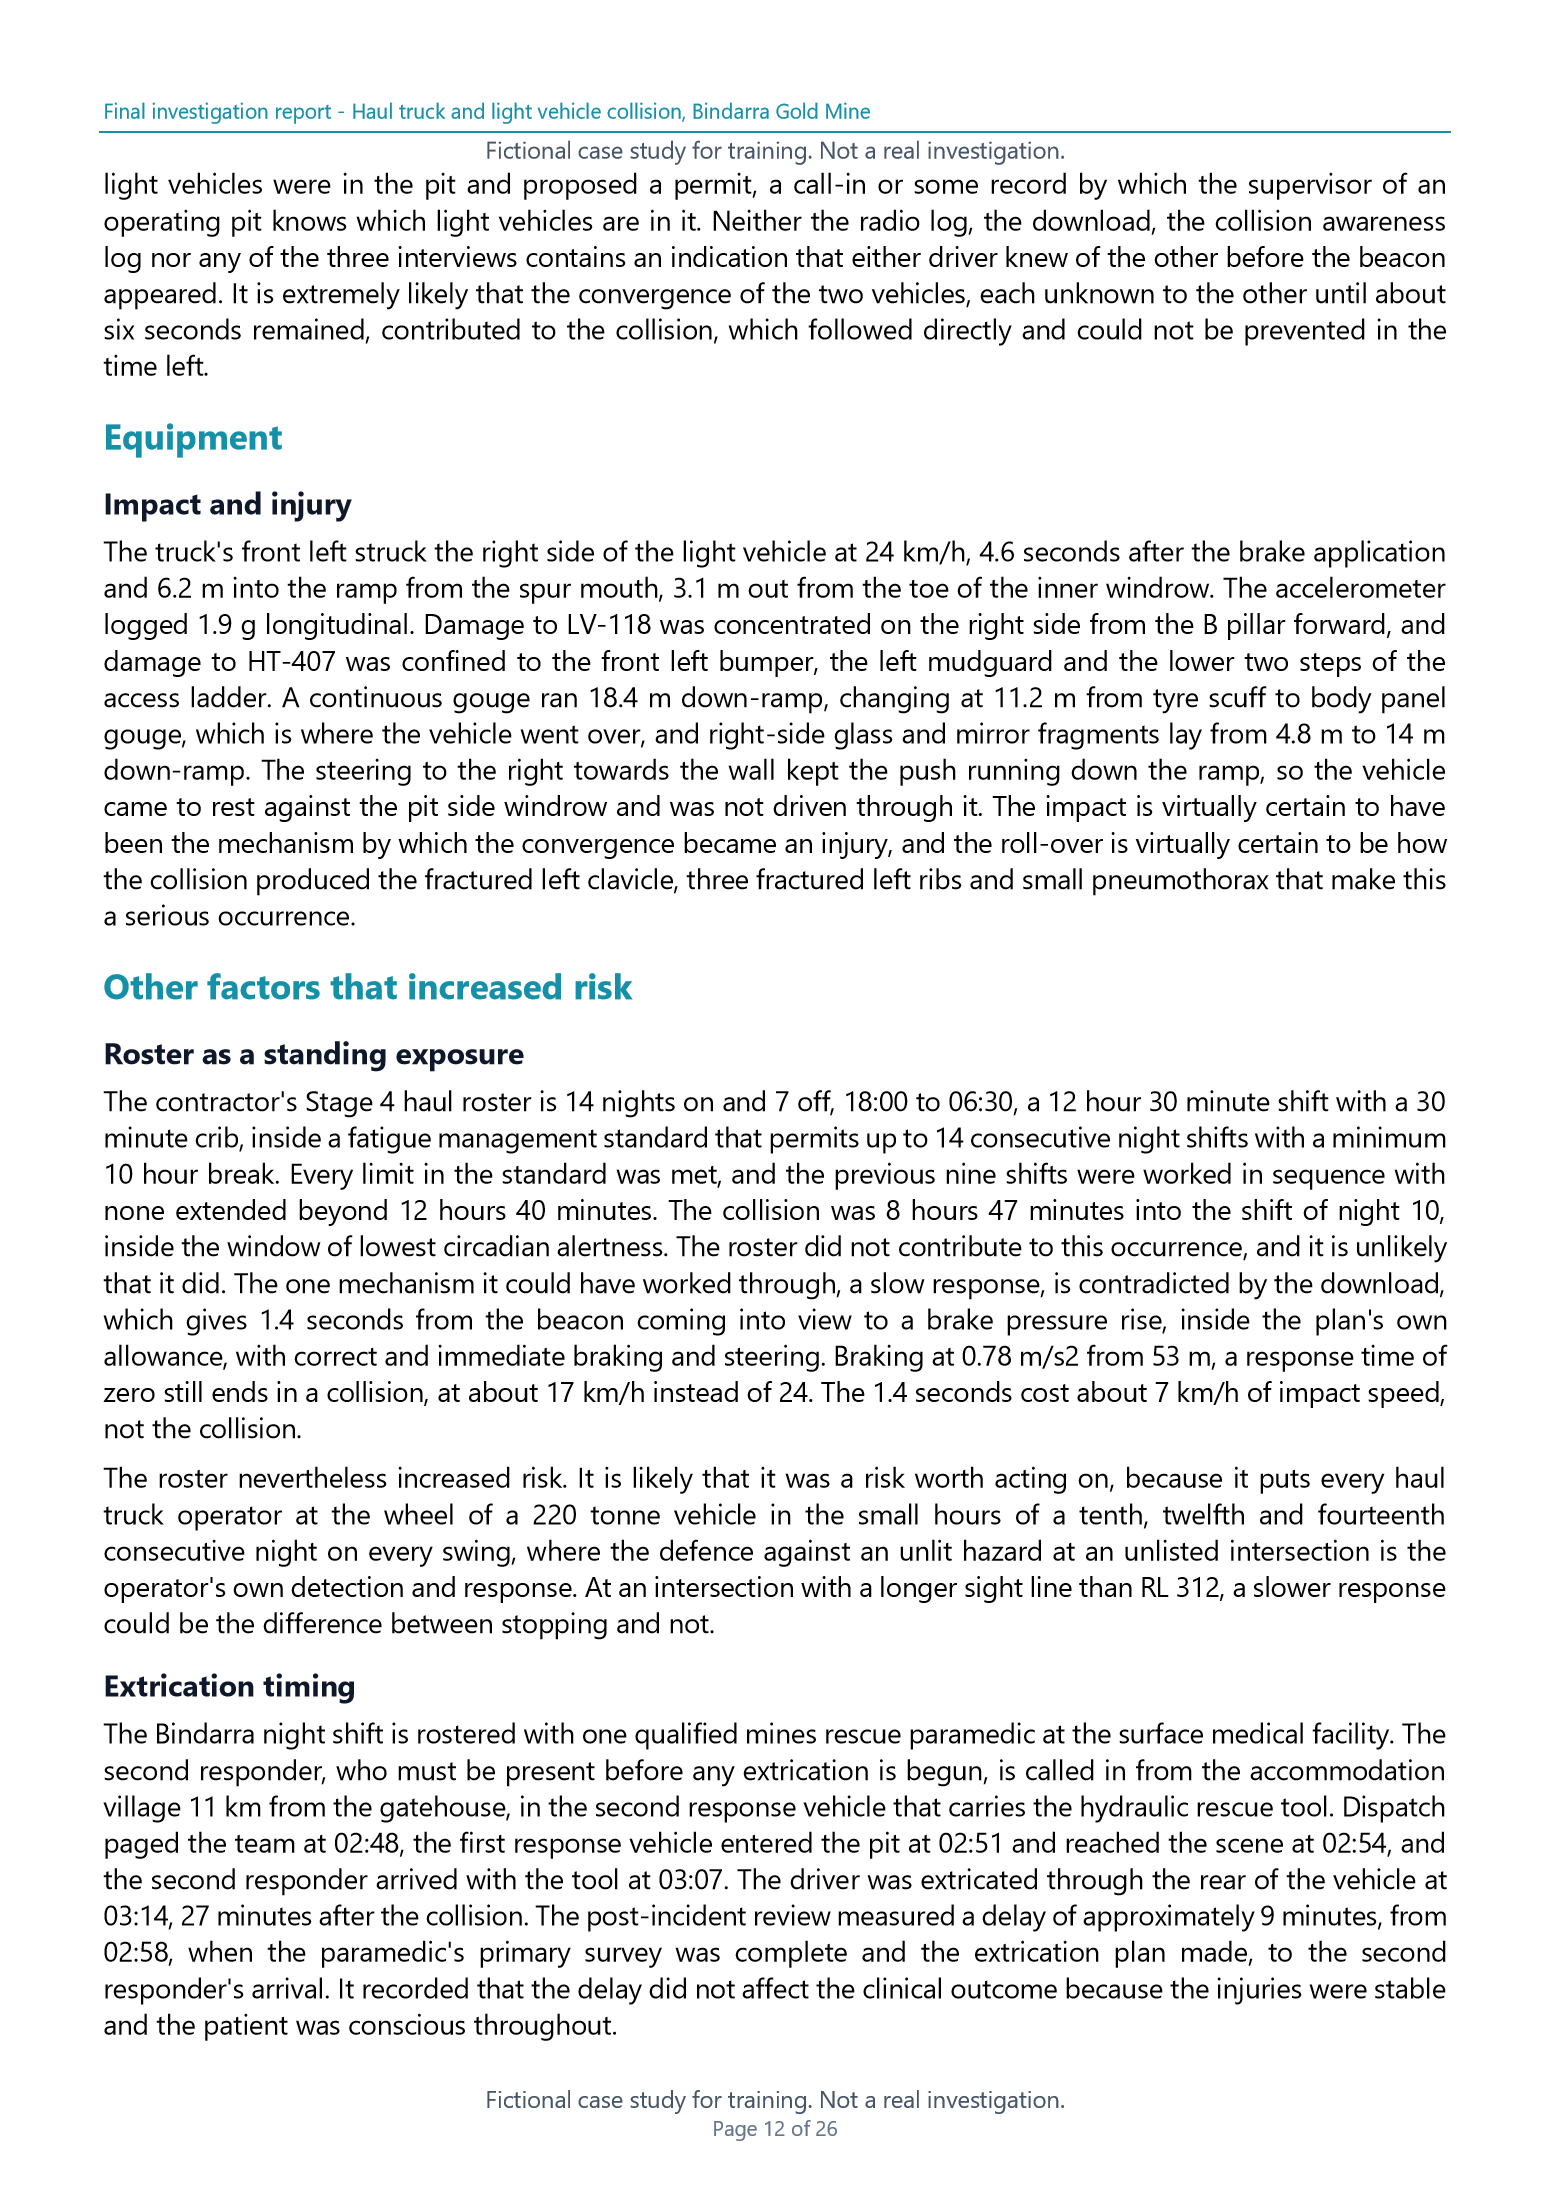 Final investigation report - Haul truck and light vehicle collision, Bindarra Gold Mine
Fictional case study for training. Not a real investigation.
light vehicles were in the pit and proposed a permit, a call-in or some record by which the supervisor of an
operating pit knows which light vehicles are in it. Neither the radio log, the download, the collision awareness
log nor any of the three interviews contains an indication that either driver knew of the other before the beacon
appeared. It is extremely likely that the convergence of the two vehicles, each unknown to the other until about
six seconds remained, contributed to the collision, which followed directly and could not be prevented in the
time left.
Equipment
Impact and injury
The truck's front left struck the right side of the light vehicle at 24 km/h, 4.6 seconds after the brake application
and 6.2 m into the ramp from the spur mouth, 3.1 m out from the toe of the inner windrow. The accelerometer
logged 1.9 g longitudinal. Damage to LV-118 was concentrated on the right side from the B pillar forward, and
damage to HT-407 was confined to the front left bumper, the left mudguard and the lower two steps of the
access ladder. A continuous gouge ran 18.4 m down-ramp, changing at 11.2 m from tyre scuff to body panel
gouge, which is where the vehicle went over, and right-side glass and mirror fragments lay from 4.8 m to 14 m
down-ramp. The steering to the right towards the wall kept the push running down the ramp, so the vehicle
came to rest against the pit side windrow and was not driven through it. The impact is virtually certain to have
been the mechanism by which the convergence became an injury, and the roll-over is virtually certain to be how
the collision produced the fractured left clavicle, three fractured left ribs and small pneumothorax that make this
a serious occurrence.
Other factors that increased risk
Roster as a standing exposure
The contractor's Stage 4 haul roster is 14 nights on and 7 off, 18:00 to 06:30, a 12 hour 30 minute shift with a 30
minute crib, inside a fatigue management standard that permits up to 14 consecutive night shifts with a minimum
10 hour break. Every limit in the standard was met, and the previous nine shifts were worked in sequence with
none extended beyond 12 hours 40 minutes. The collision was 8 hours 47 minutes into the shift of night 10,
inside the window of lowest circadian alertness. The roster did not contribute to this occurrence, and it is unlikely
that it did. The one mechanism it could have worked through, a slow response, is contradicted by the download,
which gives 1.4 seconds from the beacon coming into view to a brake pressure rise, inside the plan's own
allowance, with correct and immediate braking and steering. Braking at 0.78 m/s2 from 53 m, a response time of
zero still ends in a collision, at about 17 km/h instead of 24. The 1.4 seconds cost about 7 km/h of impact speed,
not the collision.
The roster nevertheless increased risk. It is likely that it was a risk worth acting on, because it puts every haul
truck operator at the wheel of a 220 tonne vehicle in the small hours of a tenth, twelfth and fourteenth
consecutive night on every swing, where the defence against an unlit hazard at an unlisted intersection is the
operator's own detection and response. At an intersection with a longer sight line than RL 312, a slower response
could be the difference between stopping and not.
Extrication timing
The Bindarra night shift is rostered with one qualified mines rescue paramedic at the surface medical facility. The
second responder, who must be present before any extrication is begun, is called in from the accommodation
village 11 km from the gatehouse, in the second response vehicle that carries the hydraulic rescue tool. Dispatch
paged the team at 02:48, the first response vehicle entered the pit at 02:51 and reached the scene at 02:54, and
the second responder arrived with the tool at 03:07. The driver was extricated through the rear of the vehicle at
03:14, 27 minutes after the collision. The post-incident review measured a delay of approximately 9 minutes, from
02:58, when the paramedic's primary survey was complete and the extrication plan made, to the second
responder's arrival. It recorded that the delay did not affect the clinical outcome because the injuries were stable
and the patient was conscious throughout.
Fictional case study for training. Not a real investigation.
Page 12 of 26